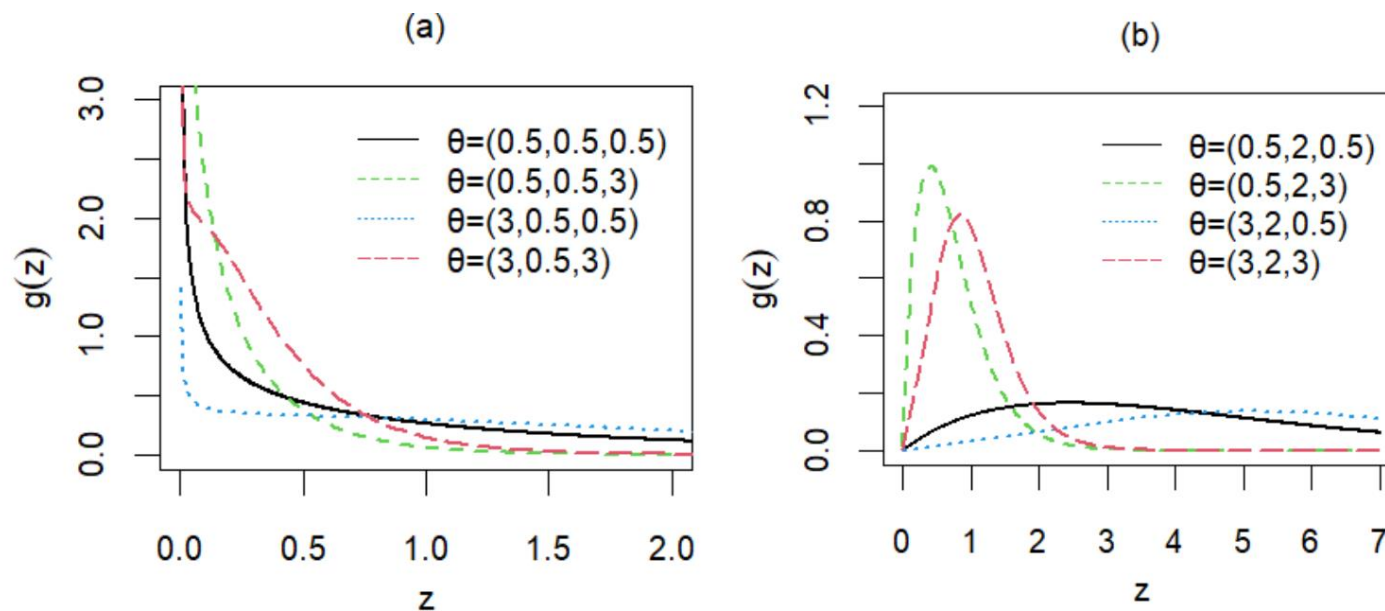 (a)
g(z)
3.0
2.0
1.0
0.0
θ=(0.5,0.5,0.5)
θ=(0.5,0.5,3)
θ=(3,0.5,0.5)
θ=(3,0.5,3)
0.0 0.5 1.0 1.5 2.0
z
(b)
g(z)
1.2
0.8
0.4
0.0
θ=(0.5,2,0.5)
θ=(0.5,2,3)
θ=(3,2,0.5)
θ=(3,2,3)
0 1 2 3 4 5 6 7
z